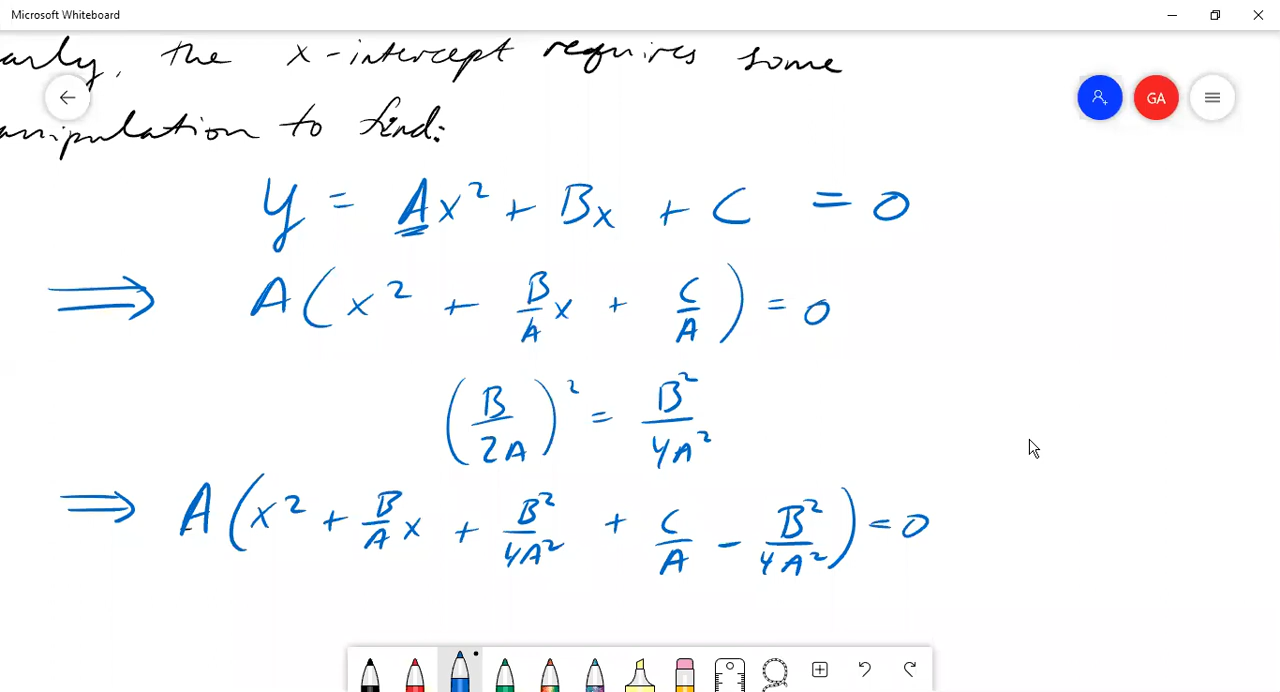 Microsoft Whiteboard
arly, the x-intercept requires some
anipulation to find:
GA
y = Ax² + Bx + C = 0
⟹ A(x² + B/A x + C/A) = 0
(B/2A)² = B²/4A²
⟹ A(x² + B/A x + B²/4A² + C/A − B²/4A²) = 0